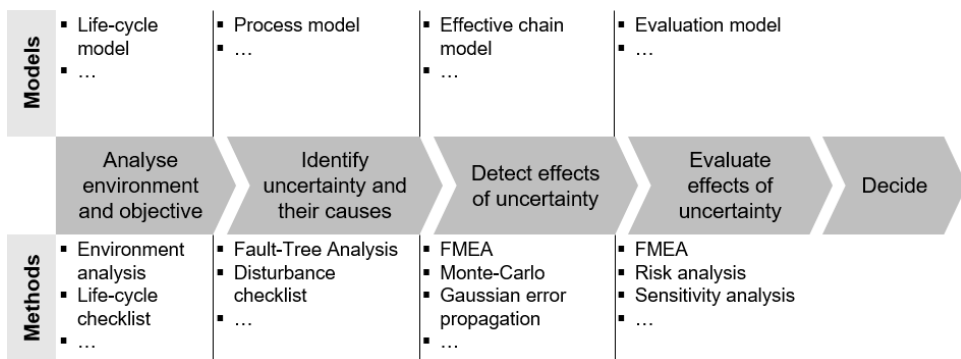 Models
▪ Life-cycle
model
▪ ...
▪ Process model
▪ ...
▪ Effective chain
model
▪ ...
▪ Evaluation model
▪ ...
Analyse
environment
and objective
Identify
uncertainty and
their causes
Detect effects
of uncertainty
Evaluate
effects of
uncertainty
Decide
Methods
▪ Environment
analysis
▪ Life-cycle
checklist
▪ ...
▪ Fault-Tree Analysis
▪ Disturbance
checklist
▪ ...
▪ FMEA
▪ Monte-Carlo
▪ Gaussian error
propagation
▪ ...
▪ FMEA
▪ Risk analysis
▪ Sensitivity analysis
▪ ...